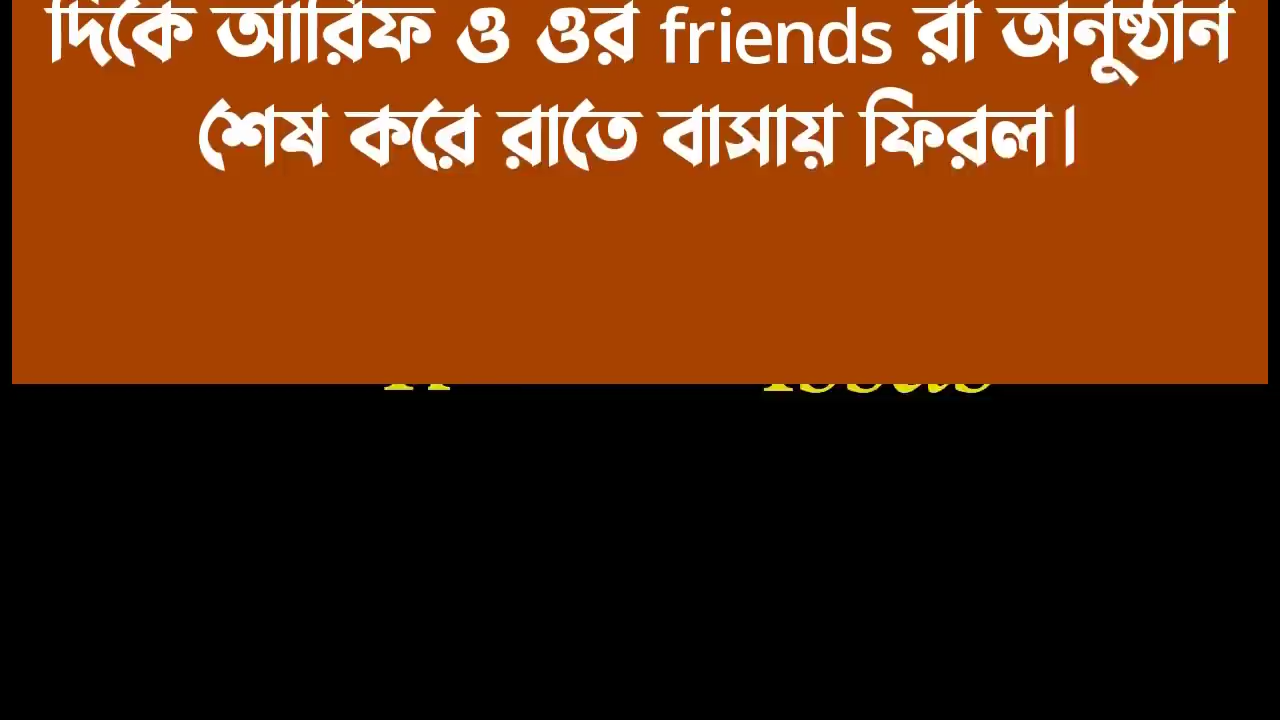 দিকে আরিফ ও ওর friends রা অনুষ্ঠান
শেষ করে রাতে বাসায় ফিরল।